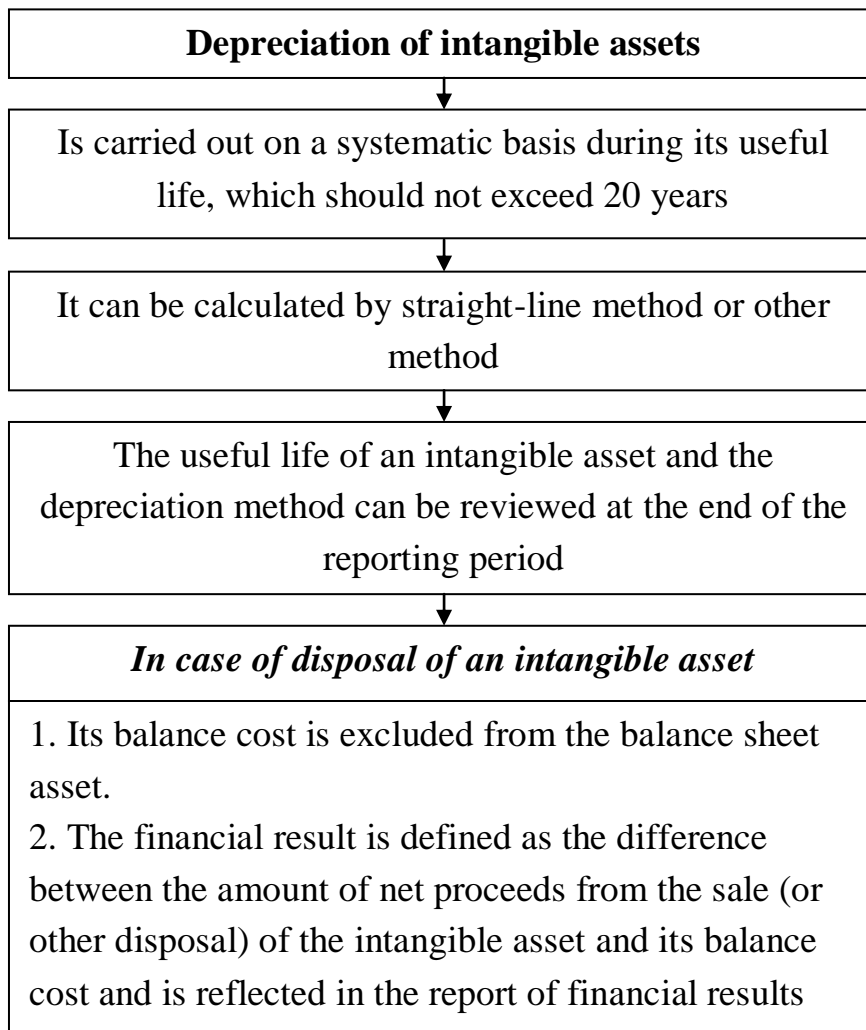 Depreciation of intangible assets
Is carried out on a systematic basis during its useful
life, which should not exceed 20 years
It can be calculated by straight-line method or other
method
The useful life of an intangible asset and the
depreciation method can be reviewed at the end of the
reporting period
In case of disposal of an intangible asset
1. Its balance cost is excluded from the balance sheet
asset.
2. The financial result is defined as the difference
between the amount of net proceeds from the sale (or
other disposal) of the intangible asset and its balance
cost and is reflected in the report of financial results